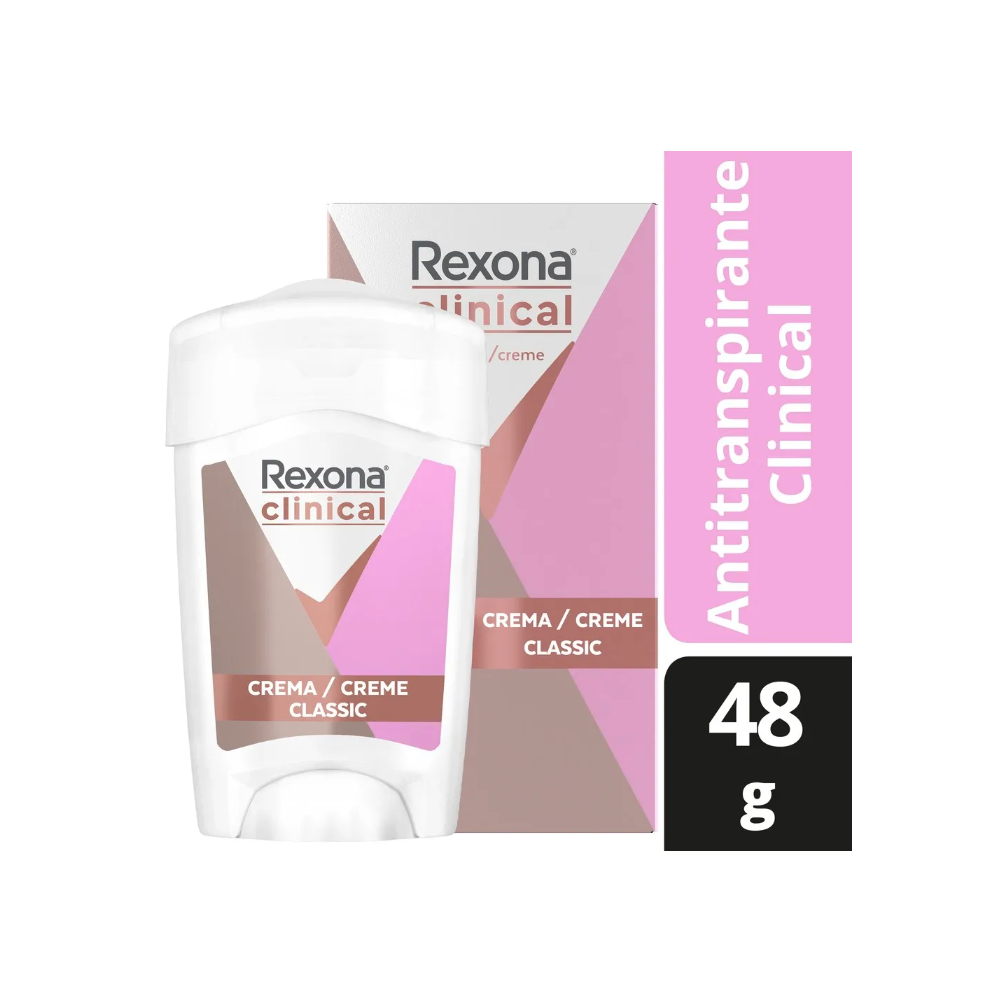 Rexona®
clinical
/creme
CREMA / CREME
CLASSIC
Rexona®
clinical
CREMA / CREME
CLASSIC
Antitranspirante
Clinical
48
g